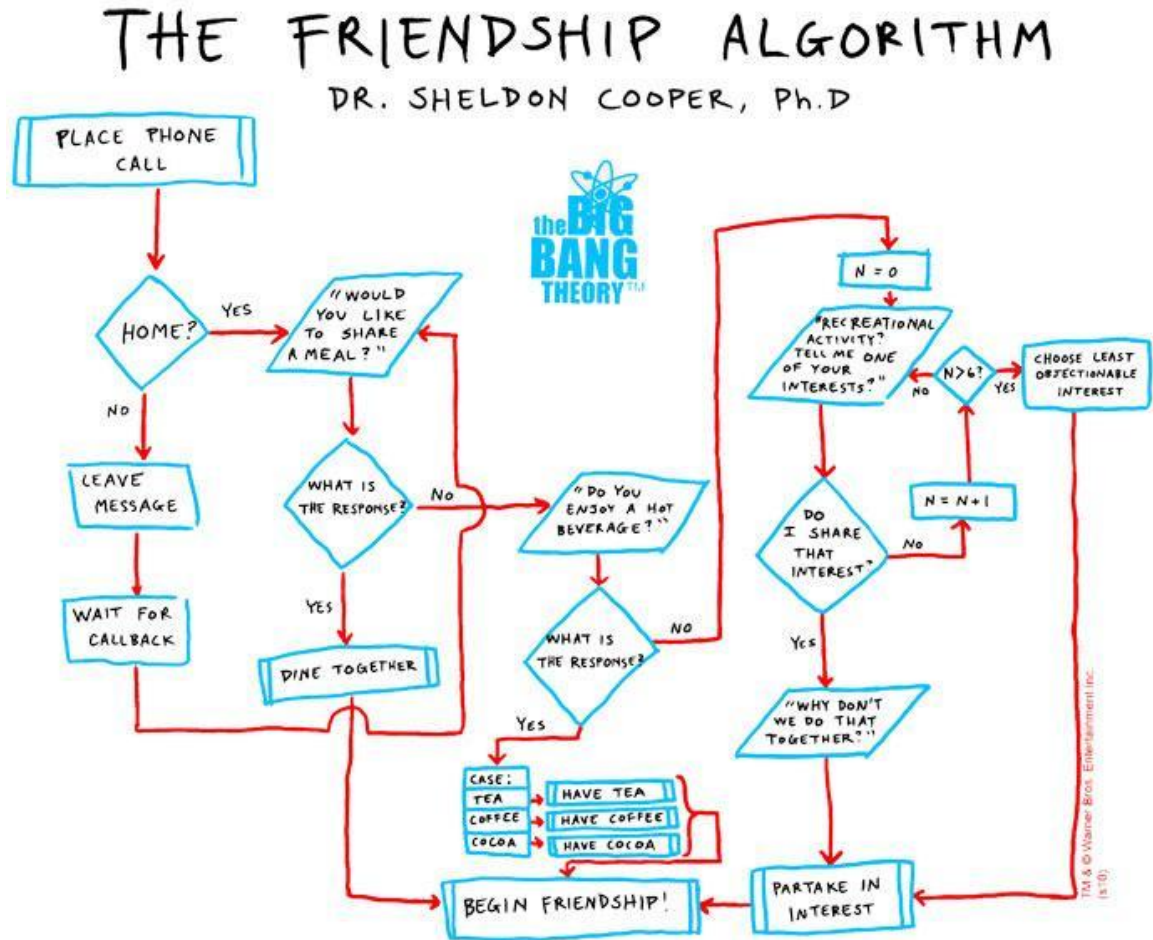 THE FRIENDSHIP ALGORITHM
DR. SHELDON COOPER, Ph.D
PLACE PHONE
CALL
the BIG
BANG
THEORY™
HOME?
YES
NO
"WOULD
YOU LIKE
TO SHARE
A MEAL?"
LEAVE
MESSAGE
WAIT FOR
CALLBACK
WHAT IS
THE RESPONSE?
NO
YES
DINE TOGETHER
"DO YOU
ENJOY A HOT
BEVERAGE?"
WHAT IS
THE RESPONSE?
NO
YES
CASE:
TEA
HAVE TEA
COFFEE
HAVE COFFEE
COCOA
HAVE COCOA
N = 0
"RECREATIONAL
ACTIVITY?
TELL ME ONE
OF YOUR
INTERESTS?"
N>6?
NO
YES
CHOOSE LEAST
OBJECTIONABLE
INTEREST
N = N+1
DO
I SHARE
THAT
INTEREST?
NO
YES
"WHY DON'T
WE DO THAT
TOGETHER?"
PARTAKE IN
INTEREST
BEGIN FRIENDSHIP!
TM & © Warner Bros. Entertainment Inc.
(s10)